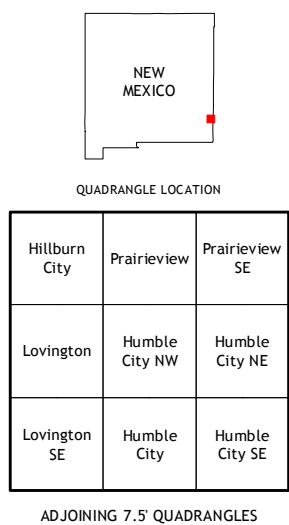 NEW
MEXICO
QUADRANGLE LOCATION
Hillburn
City
Prairieview
Prairieview
SE
Lovington
Humble
City NW
Humble
City NE
Lovington
SE
Humble
City
Humble
City SE
ADJOINING 7.5' QUADRANGLES